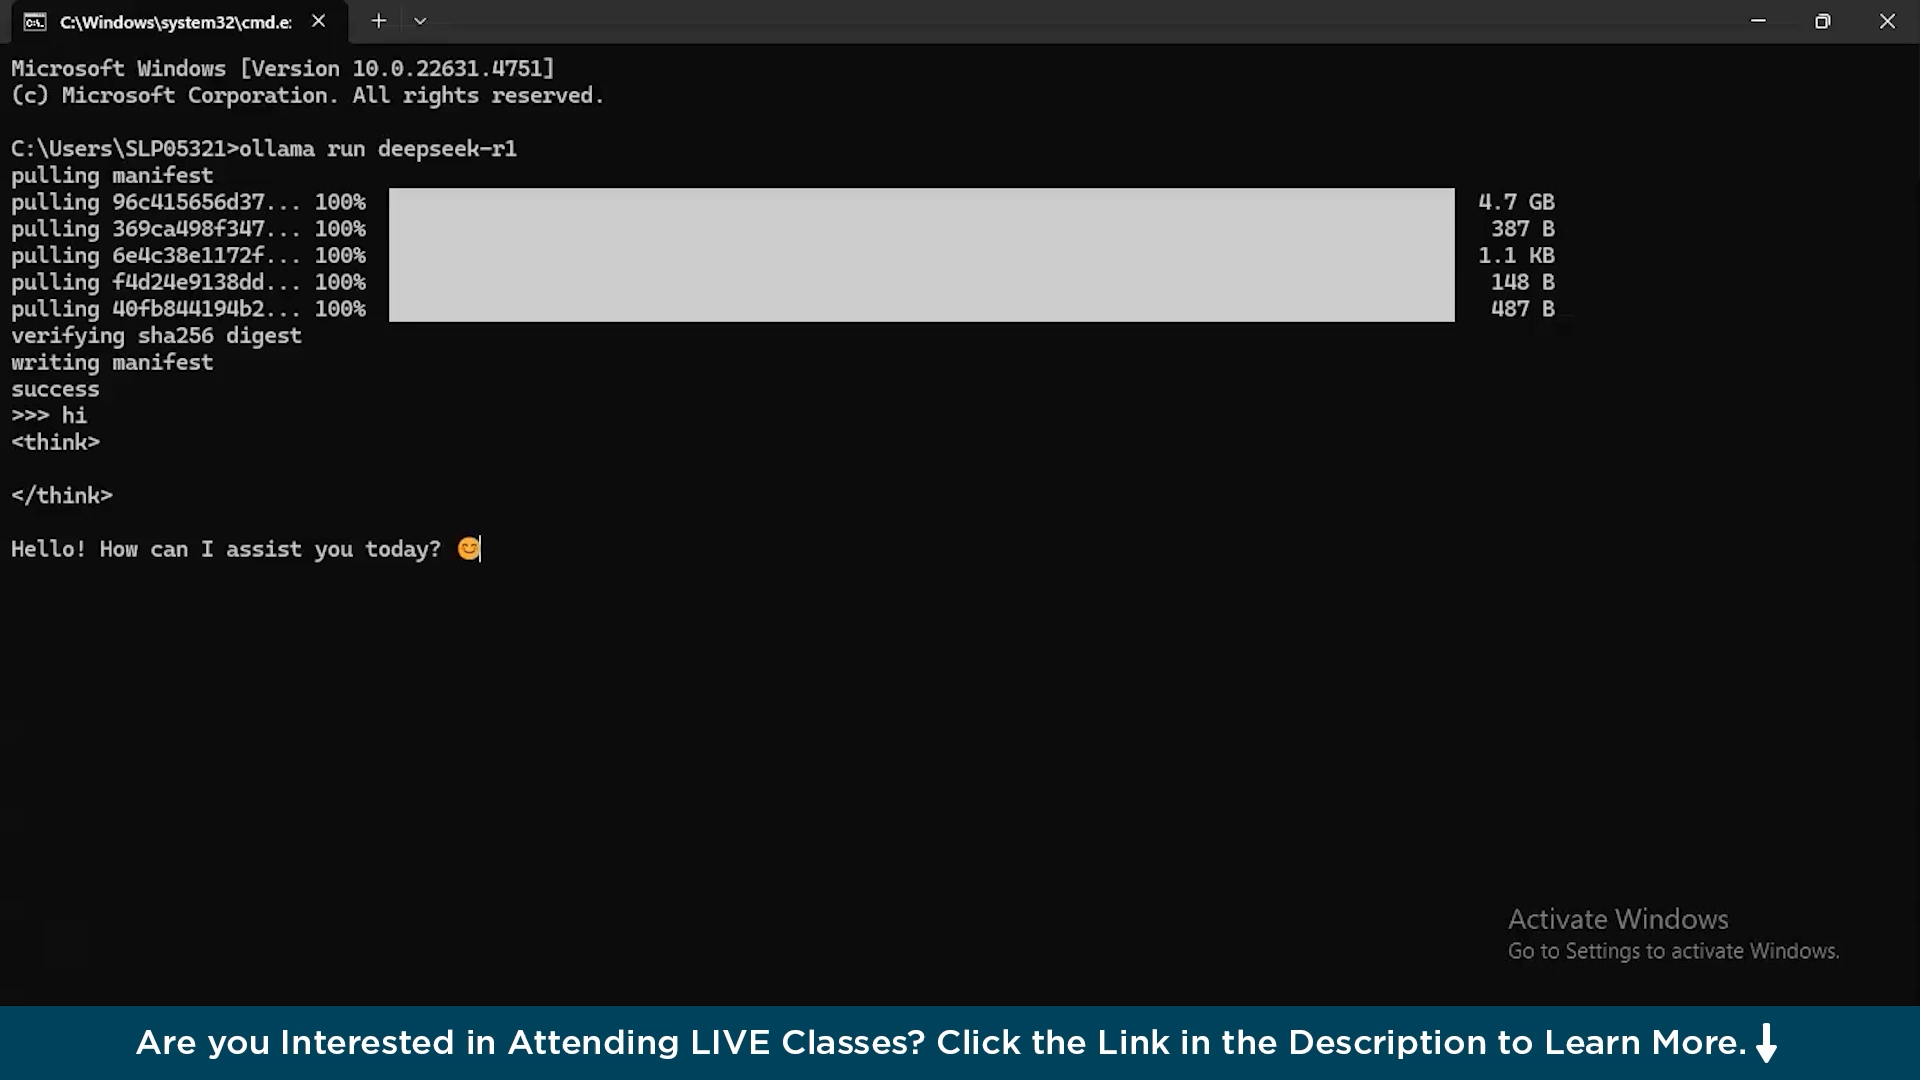 C:\Windows\system32\cmd.e:
Microsoft Windows [Version 10.0.22631.4751]
(c) Microsoft Corporation. All rights reserved.
C:\Users\SLP05321>ollama run deepseek-r1
pulling manifest
pulling 96c415656d37... 100% 4.7 GB
pulling 369ca498f347... 100% 387 B
pulling 6e4c38e1172f... 100% 1.1 KB
pulling f4d24e9138dd... 100% 148 B
pulling 40fb844194b2... 100% 487 B
verifying sha256 digest
writing manifest
success
>>> hi
<think>
</think>
Hello! How can I assist you today? 😊
Activate Windows
Go to Settings to activate Windows.
Are you Interested in Attending LIVE Classes? Click the Link in the Description to Learn More.